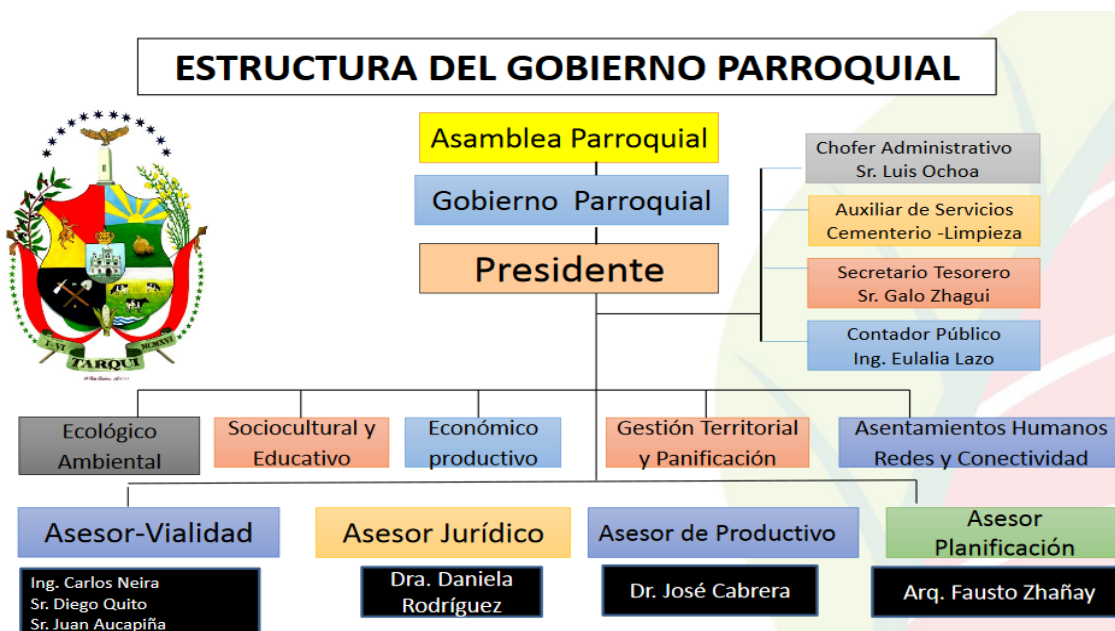 ESTRUCTURA DEL GOBIERNO PARROQUIAL
Asamblea Parroquial
Gobierno Parroquial
Presidente
Chofer Administrativo
Sr. Luis Ochoa
Auxiliar de Servicios
Cementerio -Limpieza
Secretario Tesorero
Sr. Galo Zhagui
Contador Público
Ing. Eulalia Lazo
I-VI
MCMXVI
TARQUI
Ecológico
Ambiental
Sociocultural y
Educativo
Económico
productivo
Gestión Territorial
y Panificación
Asentamientos Humanos
Redes y Conectividad
Asesor-Vialidad
Ing. Carlos Neira
Sr. Diego Quito
Sr. Juan Aucapiña
Asesor Jurídico
Dra. Daniela
Rodríguez
Asesor de Productivo
Dr. José Cabrera
Asesor
Planificación
Arq. Fausto Zhañay